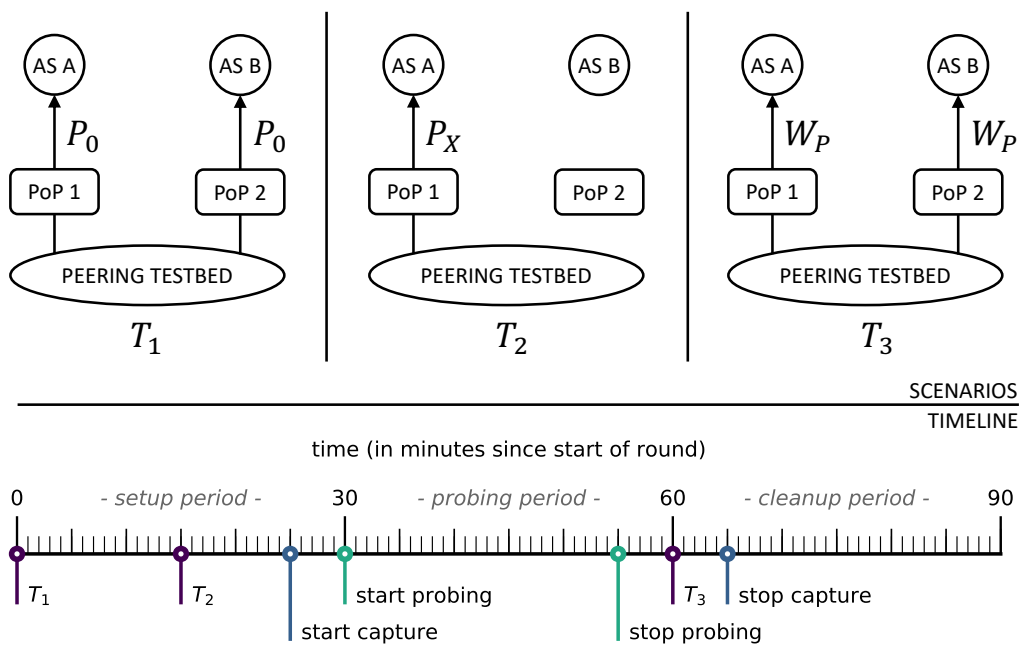 AS A
AS B
P0
P0
PoP 1
PoP 2
PEERING TESTBED
T1
AS A
AS B
PX
PoP 1
PoP 2
PEERING TESTBED
T2
AS A
AS B
WP
WP
PoP 1
PoP 2
PEERING TESTBED
T3
SCENARIOS
TIMELINE
time (in minutes since start of round)
0 - setup period - 30 - probing period - 60 - cleanup period - 90
T1
T2
start probing
T3
stop capture
start capture
stop probing